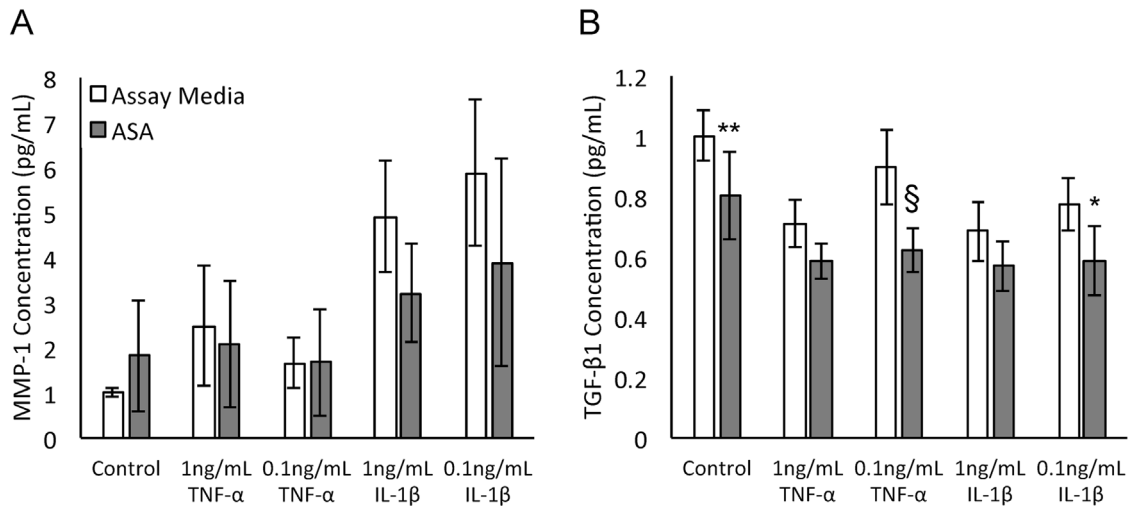 A
MMP-1 Concentration (pg/mL)
8
7
6
5
4
3
2
1
0
Assay Media
ASA
Control
1ng/mL
TNF-α
0.1ng/mL
TNF-α
1ng/mL
IL-1β
0.1ng/mL
IL-1β
B
TGF-β1 Concentration (pg/mL)
1.2
1
0.8
0.6
0.4
0.2
0
**
§
*
Control
1ng/mL
TNF-α
0.1ng/mL
TNF-α
1ng/mL
IL-1β
0.1ng/mL
IL-1β